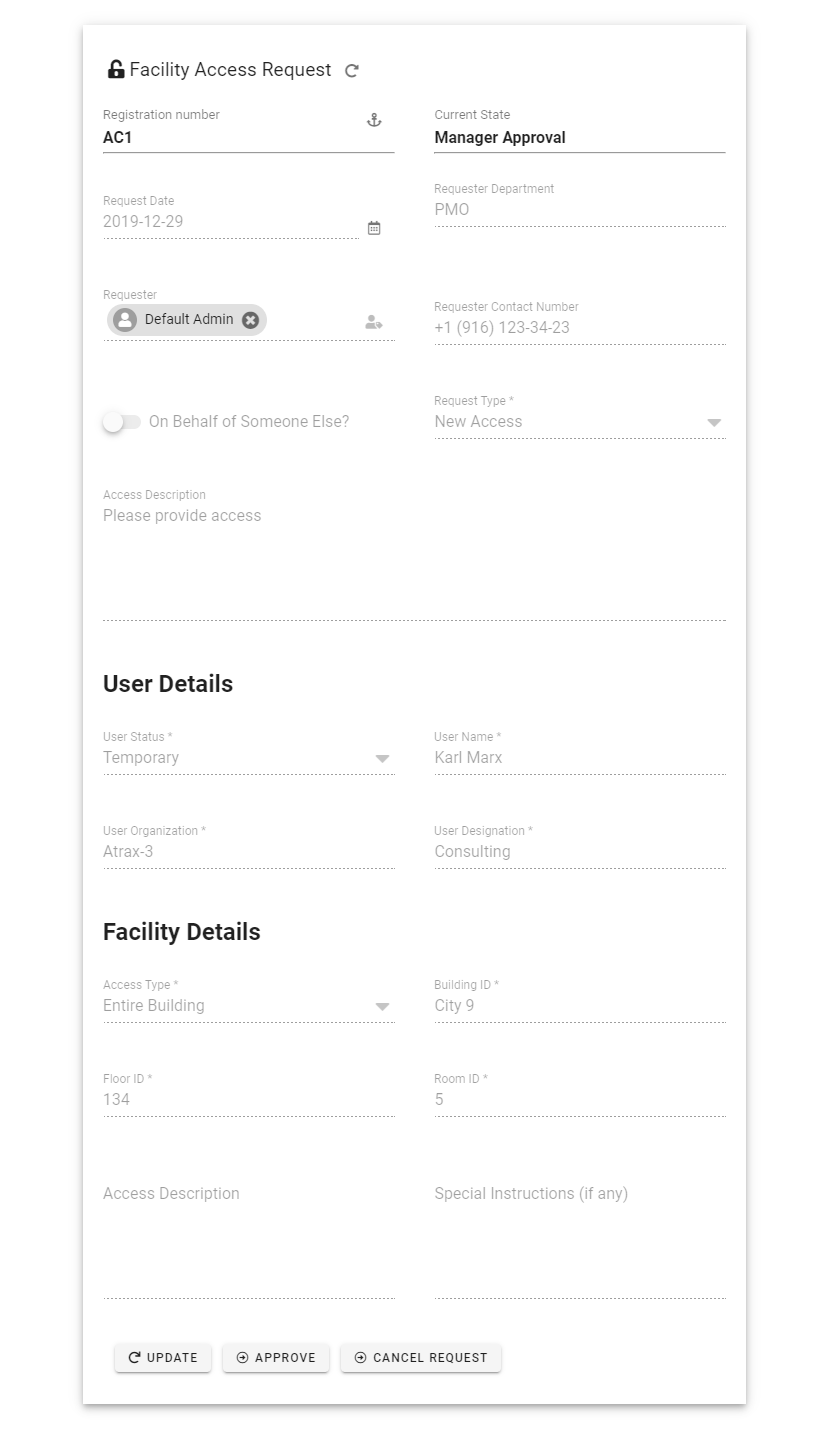 Facility Access Request
Registration number
AC1
Current State
Manager Approval
Request Date
2019-12-29
Requester Department
PMO
Requester
Default Admin
Requester Contact Number
+1 (916) 123-34-23
On Behalf of Someone Else?
Request Type *
New Access
Access Description
Please provide access
User Details
User Status *
Temporary
User Name *
Karl Marx
User Organization *
Atrax-3
User Designation *
Consulting
Facility Details
Access Type *
Entire Building
Building ID *
City 9
Floor ID *
134
Room ID *
5
Access Description
Special Instructions (if any)
UPDATE
APPROVE
CANCEL REQUEST